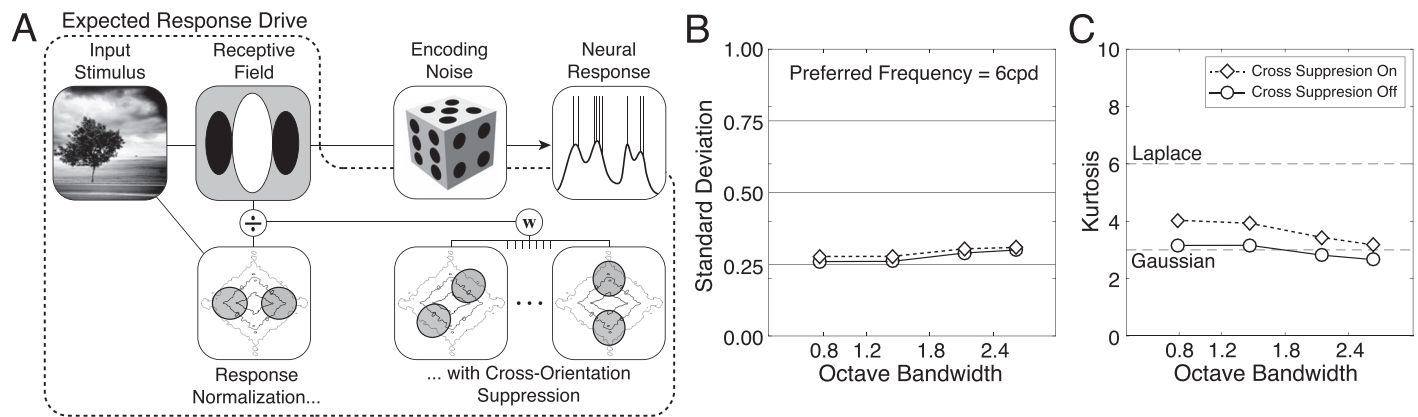 A
Expected Response Drive
Input
Stimulus
Receptive
Field
Encoding
Noise
Neural
Response
÷
w
Response
Normalization...
... with Cross-Orientation
Suppression
B
Preferred Frequency = 6cpd
Standard Deviation
1.00
0.75
0.50
0.25
0.00
0.8 1.2 1.8 2.4
Octave Bandwidth
C
Cross Suppresion On
Cross Suppresion Off
Laplace
Gaussian
Kurtosis
10
8
6
4
2
0
0.8 1.2 1.8 2.4
Octave Bandwidth